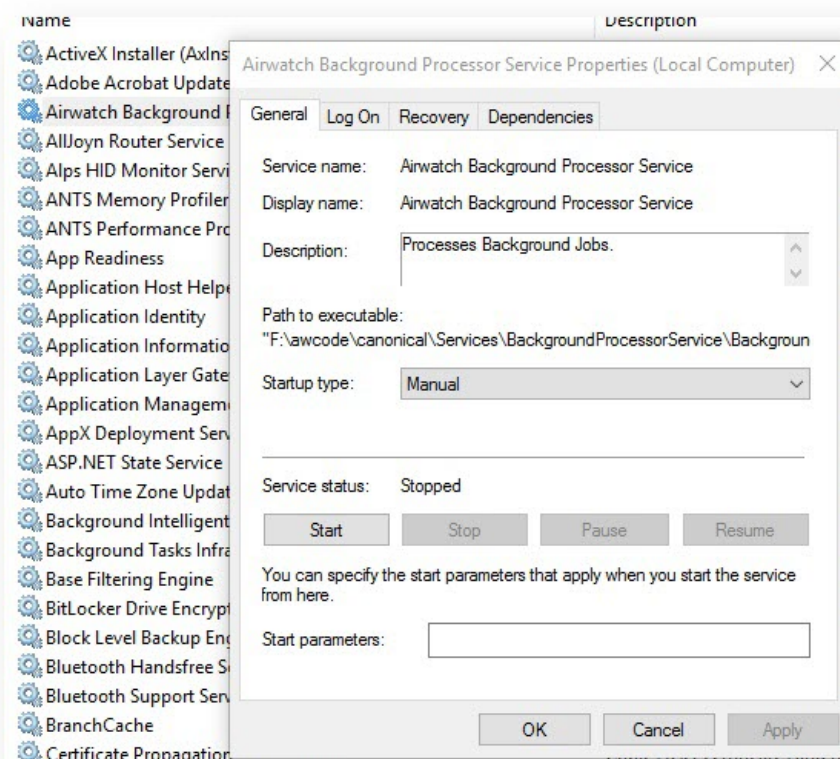 Name Description
ActiveX Installer (AxIns
Adobe Acrobat Update
Airwatch Background P
AllJoyn Router Service
Alps HID Monitor Servi
ANTS Memory Profiler
ANTS Performance Pro
App Readiness
Application Host Helpe
Application Identity
Application Informatio
Application Layer Gate
Application Managem
AppX Deployment Serv
ASP.NET State Service
Auto Time Zone Updat
Background Intelligent
Background Tasks Infra
Base Filtering Engine
BitLocker Drive Encrypt
Block Level Backup Eng
Bluetooth Handsfree Se
Bluetooth Support Serv
BranchCache
Certificate Propagation
Airwatch Background Processor Service Properties (Local Computer)
General Log On Recovery Dependencies
Service name: Airwatch Background Processor Service
Display name: Airwatch Background Processor Service
Description: Processes Background Jobs.
Path to executable:
"F:\awcode\canonical\Services\BackgroundProcessorService\Backgroun
Startup type: Manual
Service status: Stopped
Start Stop Pause Resume
You can specify the start parameters that apply when you start the service
from here.
Start parameters:
OK Cancel Apply